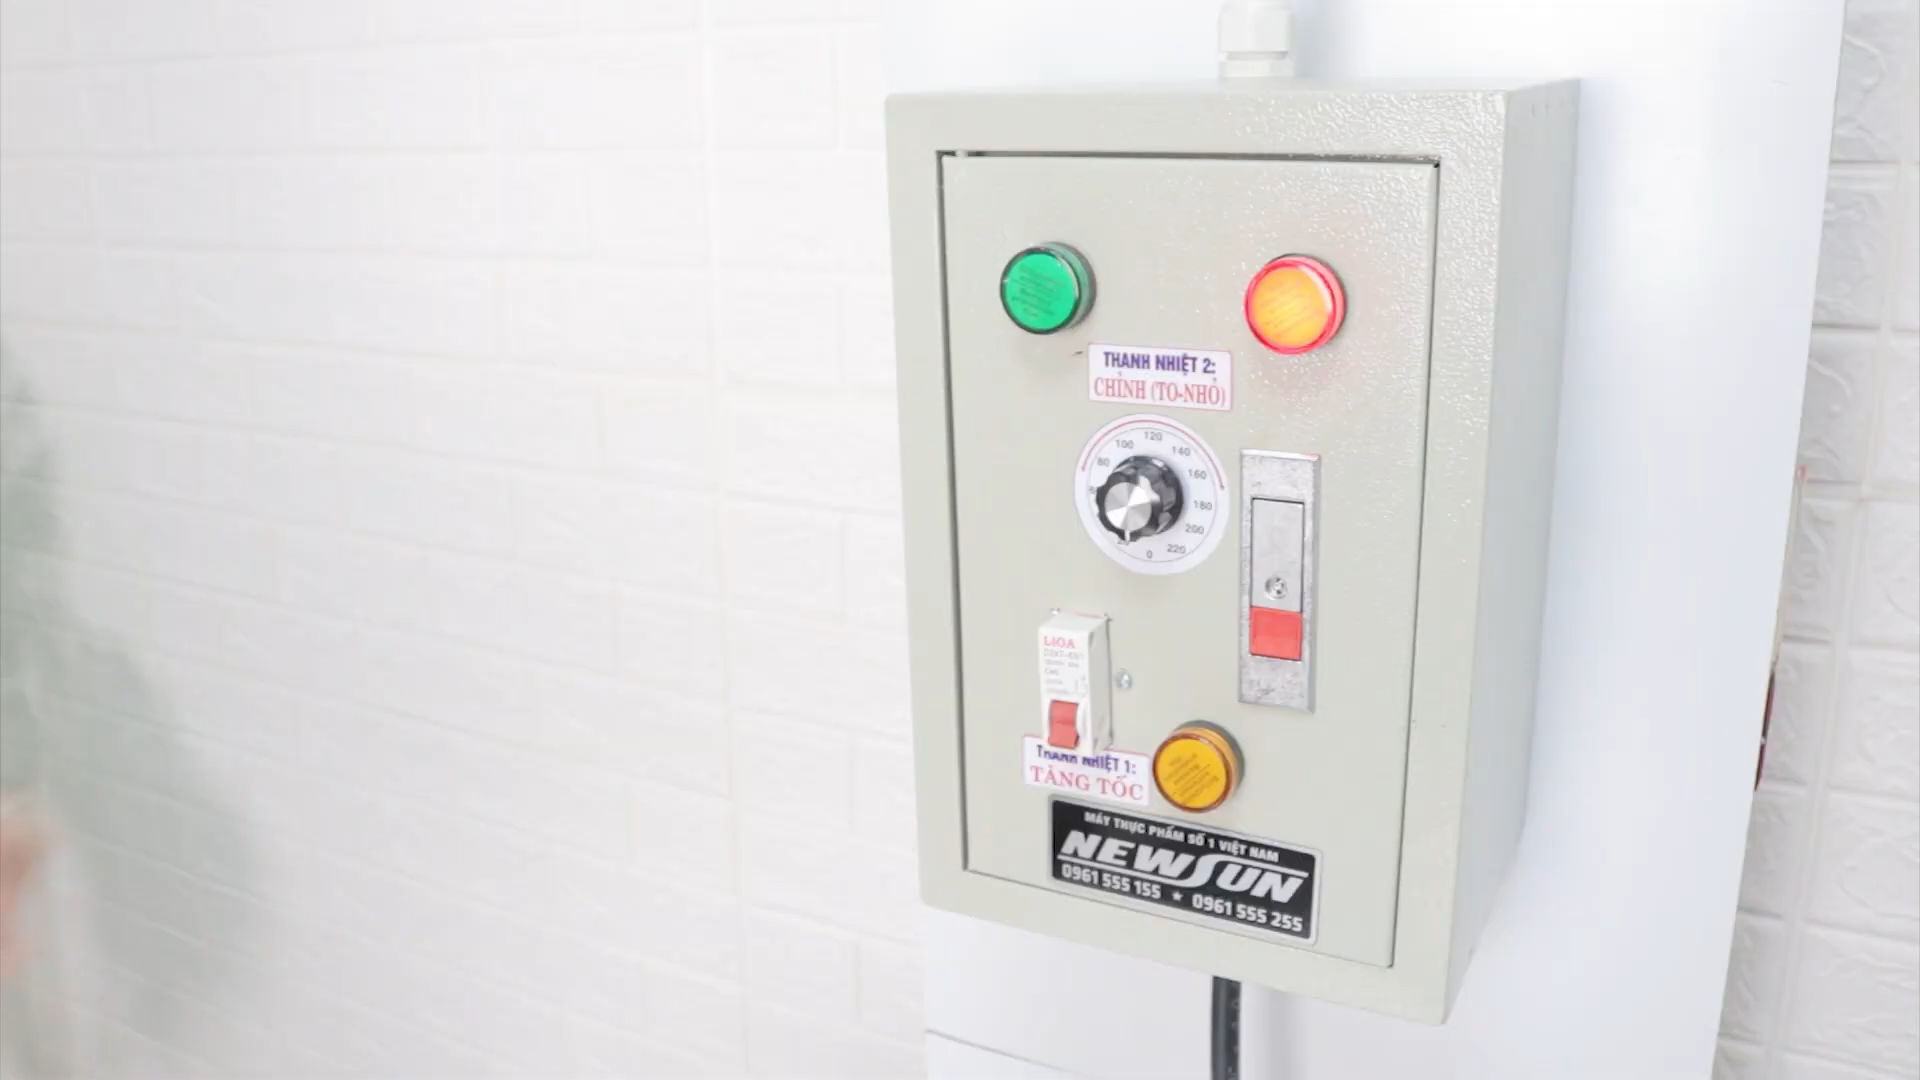 THANH NHIỆT 2:
CHỈNH (TO-NHỎ)
120
100
140
80
160
180
200
220
0
LiOA
THANH NHIỆT 1:
TĂNG TỐC
MÁY THỰC PHẨM SỐ 1 VIỆT NAM
NEWSUN
0961 555 155 ★ 0961 555 255